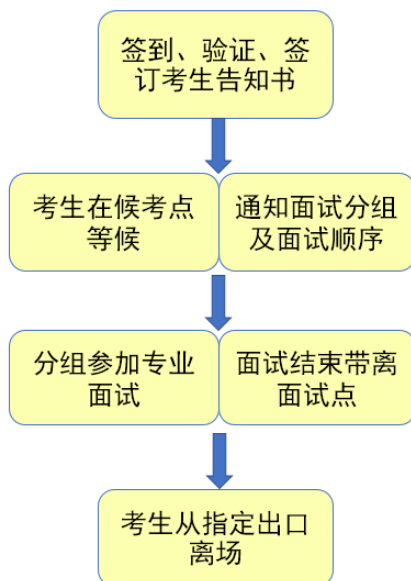 签到、验证、签
订考生告知书
考生在候考点
等候
通知面试分组
及面试顺序
分组参加专业
面试
面试结束带离
面试点
考生从指定出口
离场